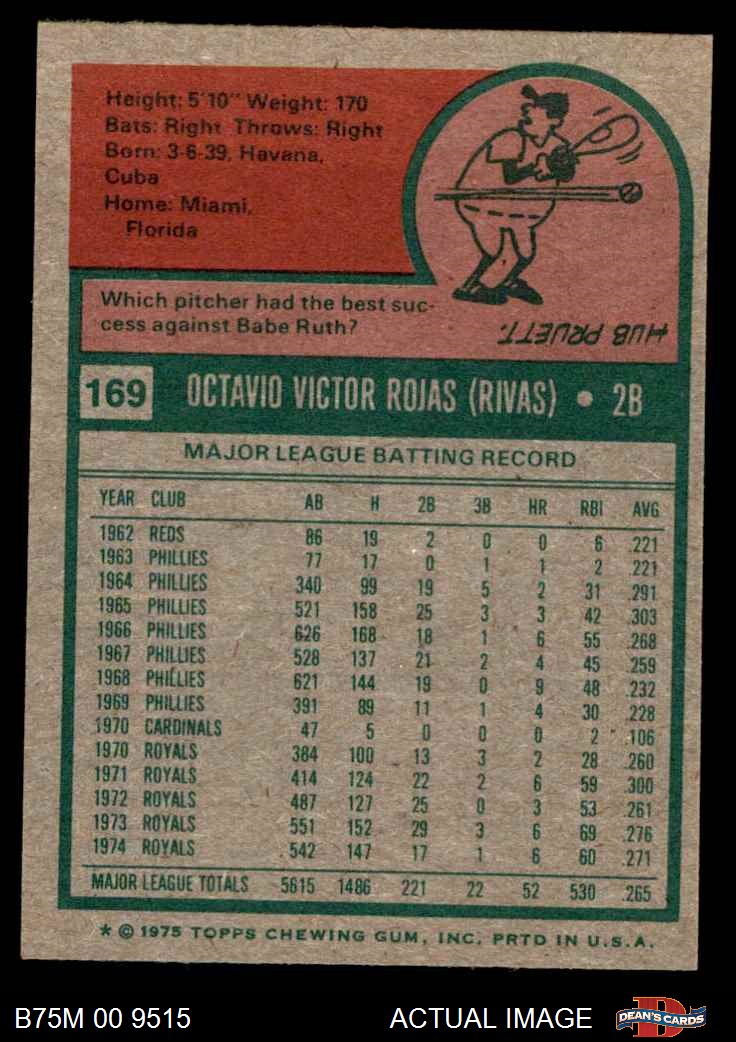 Height: 5'10" Weight: 170
Bats: Right Throws: Right
Born: 3-6-39, Havana,
Cuba
Home: Miami,
Florida
Which pitcher had the best suc-
cess against Babe Ruth?
HUB PRUETT.
169 OCTAVIO VICTOR ROJAS (RIVAS) • 2B
MAJOR LEAGUE BATTING RECORD
YEAR CLUB AB H 2B 3B HR RBI AVG
1962 REDS 86 19 2 0 0 6 .221
1963 PHILLIES 77 17 0 1 1 2 .221
1964 PHILLIES 340 99 19 5 2 31 .291
1965 PHILLIES 521 158 25 3 3 42 .303
1966 PHILLIES 626 168 18 1 6 55 .268
1967 PHILLIES 528 137 21 2 4 45 .259
1968 PHILLIES 621 144 19 0 9 48 .232
1969 PHILLIES 391 89 11 1 4 30 .228
1970 CARDINALS 47 5 0 0 0 2 .106
1970 ROYALS 384 100 13 3 2 28 .260
1971 ROYALS 414 124 22 2 6 59 .300
1972 ROYALS 487 127 25 0 3 53 .261
1973 ROYALS 551 152 29 3 6 69 .276
1974 ROYALS 542 147 17 1 6 60 .271
MAJOR LEAGUE TOTALS 5615 1486 221 22 52 530 .265
* © 1975 TOPPS CHEWING GUM, INC. PRTD IN U.S.A.
B75M 00 9515 ACTUAL IMAGE DEAN'S CARDS